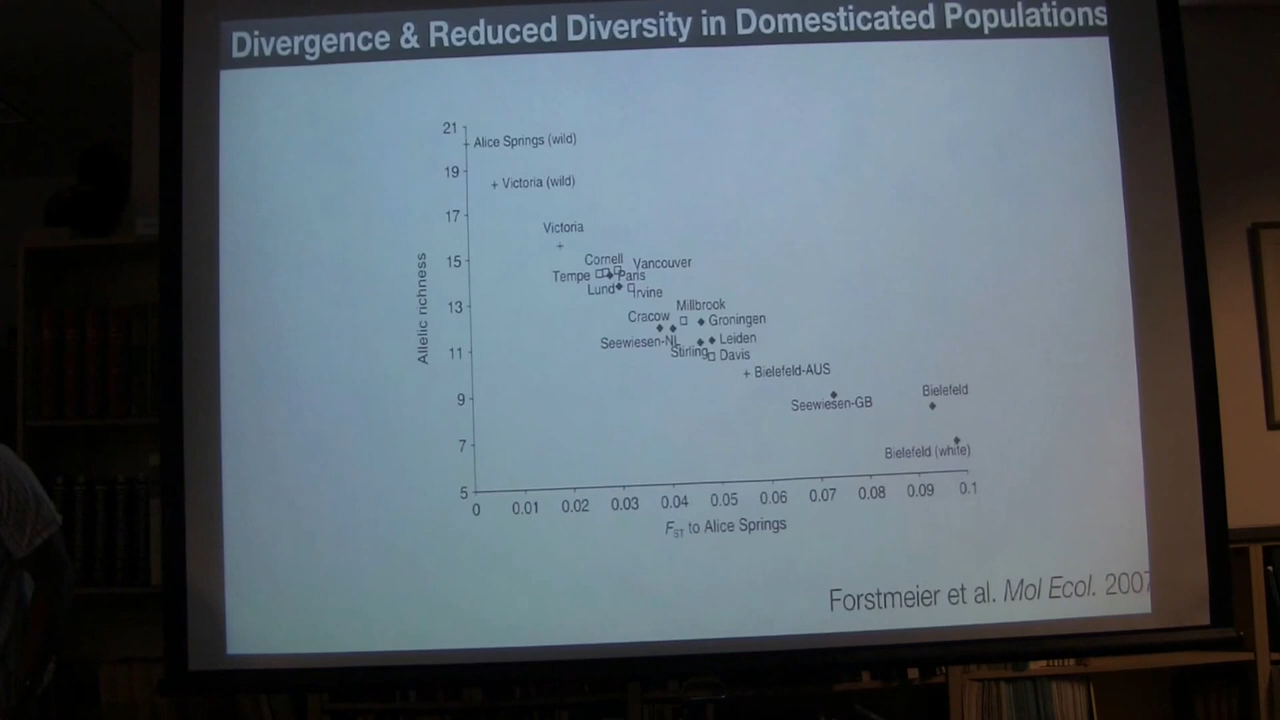 Divergence & Reduced Diversity in Domesticated Populations
21
Alice Springs (wild)
19
Victoria (wild)
17
Victoria
15
Cornell
Vancouver
Tempe
Paris
Lund
Irvine
13
Millbrook
Cracow
Groningen
Seewiesen-NL
Leiden
Stirling
Davis
11
Bielefeld-AUS
9
Seewiesen-GB
Bielefeld
7
Bielefeld (white)
5
Allelic richness
0 0.01 0.02 0.03 0.04 0.05 0.06 0.07 0.08 0.09 0.1
FST to Alice Springs
Forstmeier et al. Mol Ecol. 2007